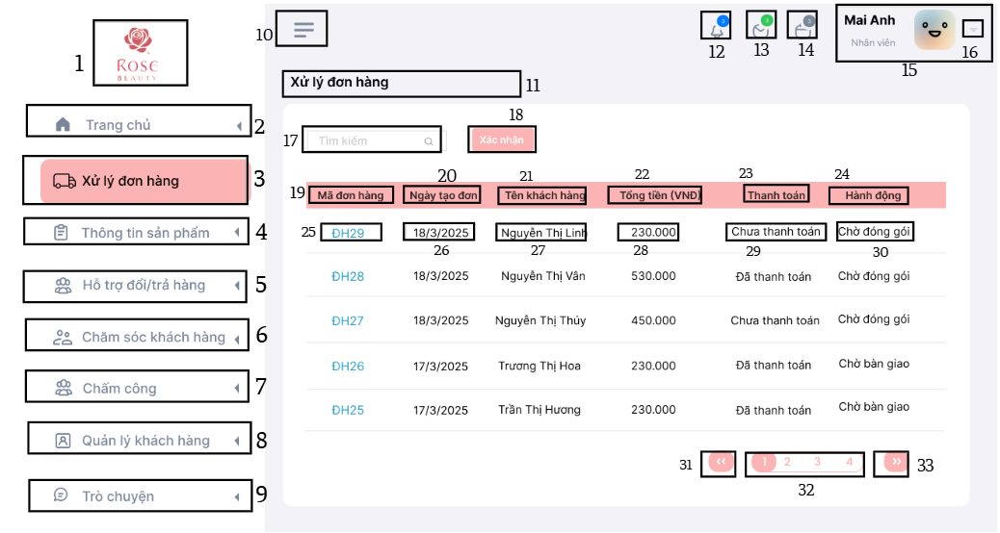 1
ROSE
BEAUTY
Trang chủ
2
Xử lý đơn hàng
3
Thông tin sản phẩm
4
Hỗ trợ đổi/trả hàng
5
Chăm sóc khách hàng
6
Chấm công
7
Quản lý khách hàng
8
Trò chuyện
9
10
3
12
5
13
1
14
Mai Anh
Nhân viên
15
16
Xử lý đơn hàng
11
17
Tìm kiếm
Xác nhận
18
19
20
21
22
23
24
Mã đơn hàng Ngày tạo đơn Tên khách hàng Tổng tiền (VNĐ) Thanh toán Hành động
25
ĐH29 18/3/2025 Nguyễn Thị Linh 230.000 Chưa thanh toán Chờ đóng gói
26
27
28
29
30
ĐH28 18/3/2025 Nguyễn Thị Vân 530.000 Đã thanh toán Chờ đóng gói
ĐH27 18/3/2025 Nguyễn Thị Thúy 450.000 Chưa thanh toán Chờ đóng gói
ĐH26 17/3/2025 Trương Thị Hoa 230.000 Đã thanh toán Chờ bàn giao
ĐH25 17/3/2025 Trần Thị Hương 230.000 Đã thanh toán Chờ bàn giao
31
‹‹ 1 2 3 4 ››
33
32